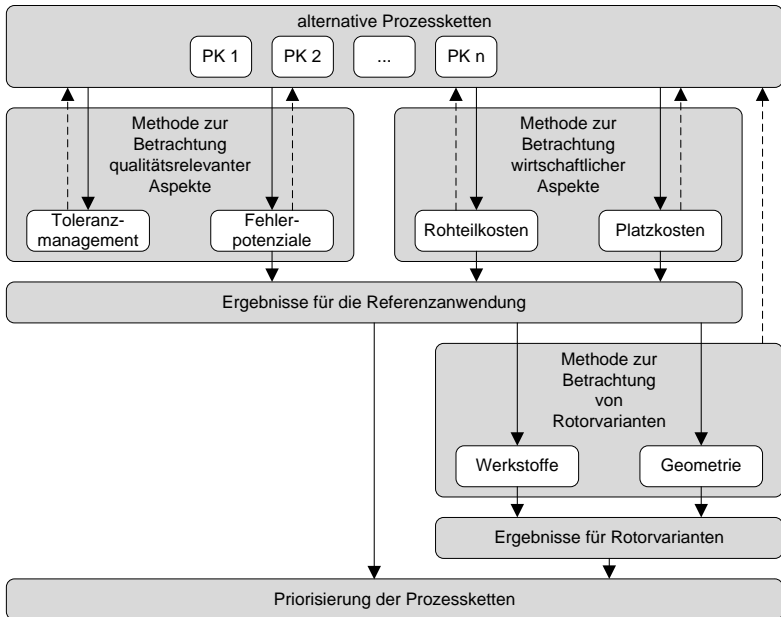 alternative Prozessketten
PK 1
PK 2
...
PK n
Methode zur
Betrachtung
qualitätsrelevanter
Aspekte
Methode zur
Betrachtung
wirtschaftlicher
Aspekte
Toleranz-
management
Fehler-
potenziale
Rohteilkosten
Platzkosten
Ergebnisse für die Referenzanwendung
Methode zur
Betrachtung
von
Rotorvarianten
Werkstoffe
Geometrie
Ergebnisse für Rotorvarianten
Priorisierung der Prozessketten